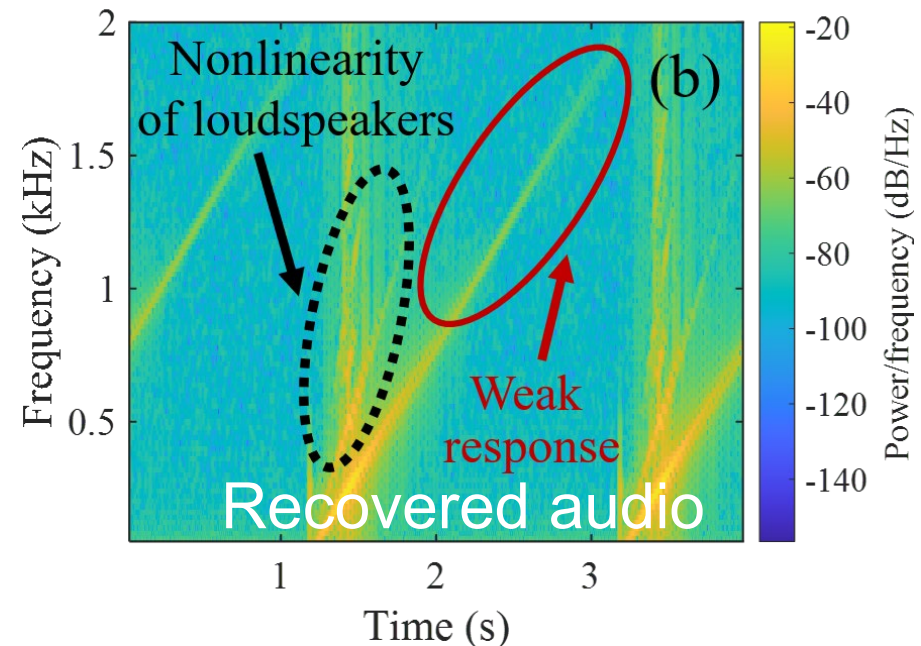 Nonlinearity
of loudspeakers
(b)
Weak
response
Recovered audio
2
1.5
1
0.5
Frequency (kHz)
1
2
3
Time (s)
-20
-40
-60
-80
-100
-120
-140
Power/frequency (dB/Hz)